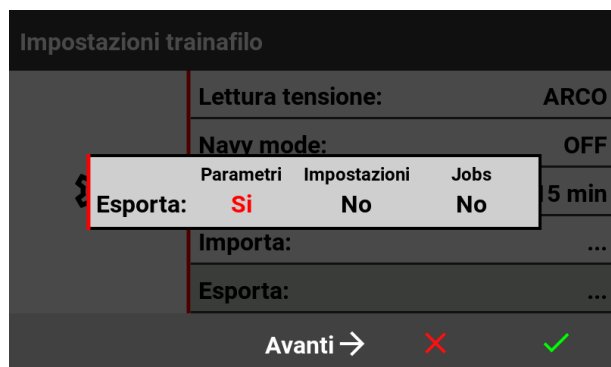 Impostazioni trainafilo
Lettura tensione: ARCO
Navy mode: OFF
Parametri Impostazioni Jobs
Esporta: Si No No
5 min
Importa: ...
Esporta: ...
Avanti →